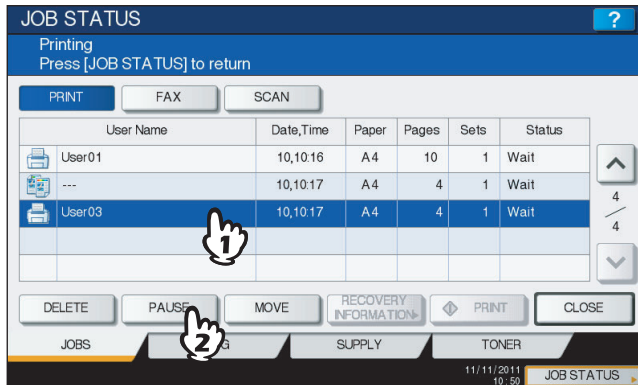 JOB STATUS ?
Printing
Press [JOB STATUS] to return
PRINT FAX SCAN
User Name Date,Time Paper Pages Sets Status
User01 10,10:16 A4 10 1 Wait
--- 10,10:17 A4 4 1 Wait
User03 10,10:17 A4 4 1 Wait
4
4
1
DELETE PAUSE MOVE RECOVERY INFORMATION PRINT CLOSE
2
JOBS G SUPPLY TONER
11/11/2011
10:50 JOB STATUS